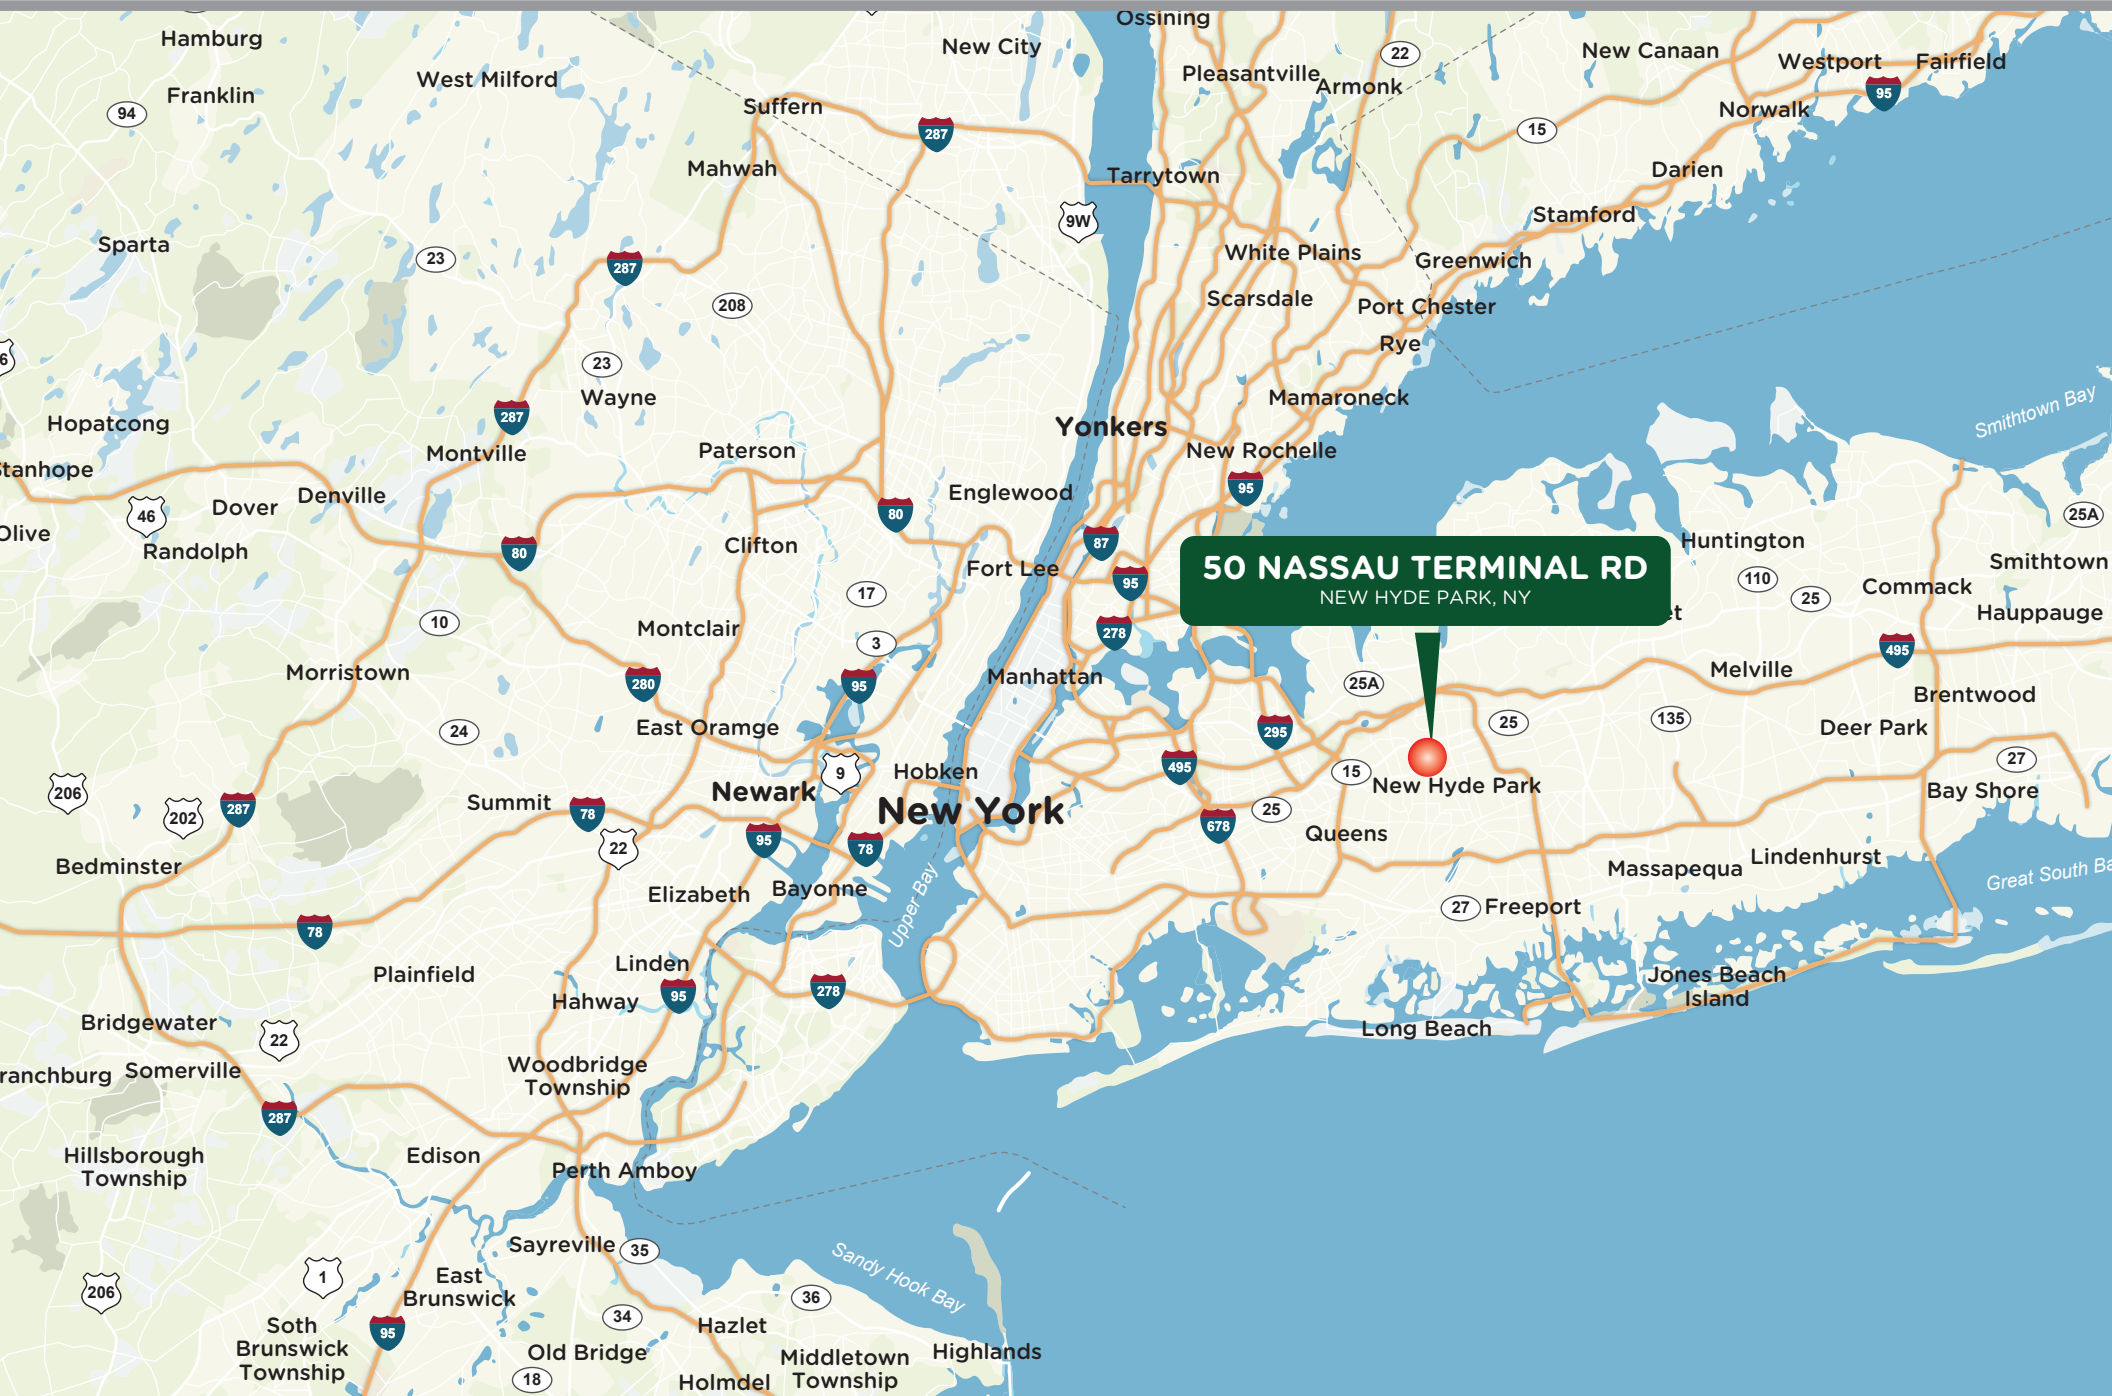 Ossining
Hamburg
New City
22
New Canaan
Westport
Fairfield
West Milford
Pleasantville
Armonk
Franklin
94
Suffern
287
95
Norwalk
15
Mahwah
Tarrytown
Darien
9W
Stamford
Sparta
23
287
White Plains
Greenwich
208
Scarsdale
Port Chester
6
Rye
23
Wayne
Mamaroneck
287
Smithtown Bay
Hopatcong
Yonkers
Montville
Paterson
New Rochelle
Stanhope
95
Denville
Englewood
Dover
46
80
25A
Olive
Randolph
80
Clifton
87
Huntington
Fort Lee
50 NASSAU TERMINAL RD
NEW HYDE PARK, NY
95
Smithtown
110
25
Commack
17
et
Hauppauge
10
Montclair
278
3
495
Morristown
280
95
Manhattan
25A
Melville
Brentwood
24
East Oramge
295
25
135
Deer Park
495
15
27
9
Hobken
New Hyde Park
206
Newark
Bay Shore
202
287
Summit
78
New York
25
678
Queens
22
95
78
Bedminster
Massapequa
Lindenhurst
Elizabeth
Bayonne
Upper Bay
Great South Ba
27
Freeport
78
Linden
Plainfield
Hahway
95
278
Jones Beach
Island
Bridgewater
Long Beach
22
ranchburg
Somerville
Woodbridge
Township
287
Hillsborough
Township
Edison
Perth Amboy
Sayreville
35
Sandy Hook Bay
206
1
East
Brunswick
36
95
34
Soth
Brunswick
Township
Hazlet
Old Bridge
Middletown
Township
Highlands
18
Holmdel